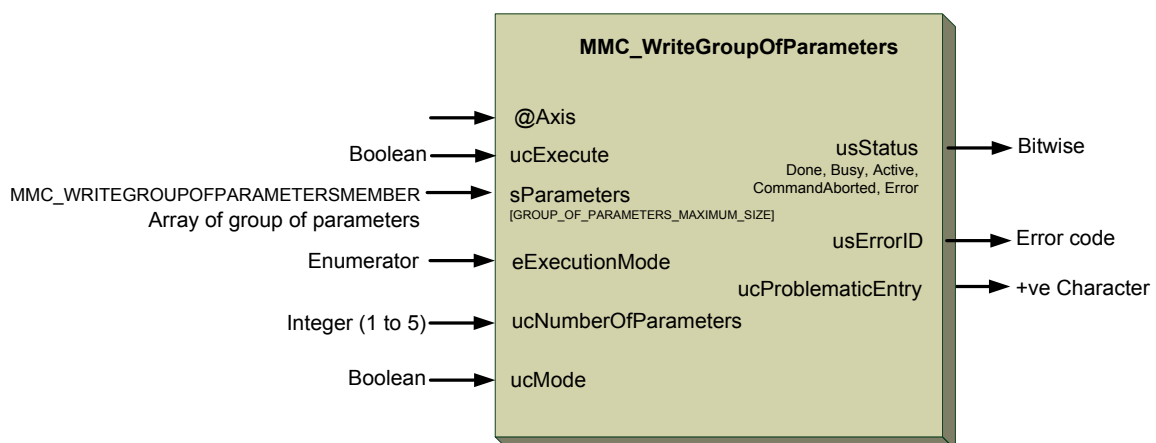 MMC_WriteGroupOfParameters
@Axis
Boolean
ucExecute
MMC_WRITEGROUPOFPARAMETERSMEMBER
Array of group of parameters
sParameters
[GROUP_OF_PARAMETERS_MAXIMUM_SIZE]
Enumerator
eExecutionMode
Integer (1 to 5)
ucNumberOfParameters
Boolean
ucMode
usStatus
Done, Busy, Active,
CommandAborted, Error
Bitwise
usErrorID
Error code
ucProblematicEntry
+ve Character